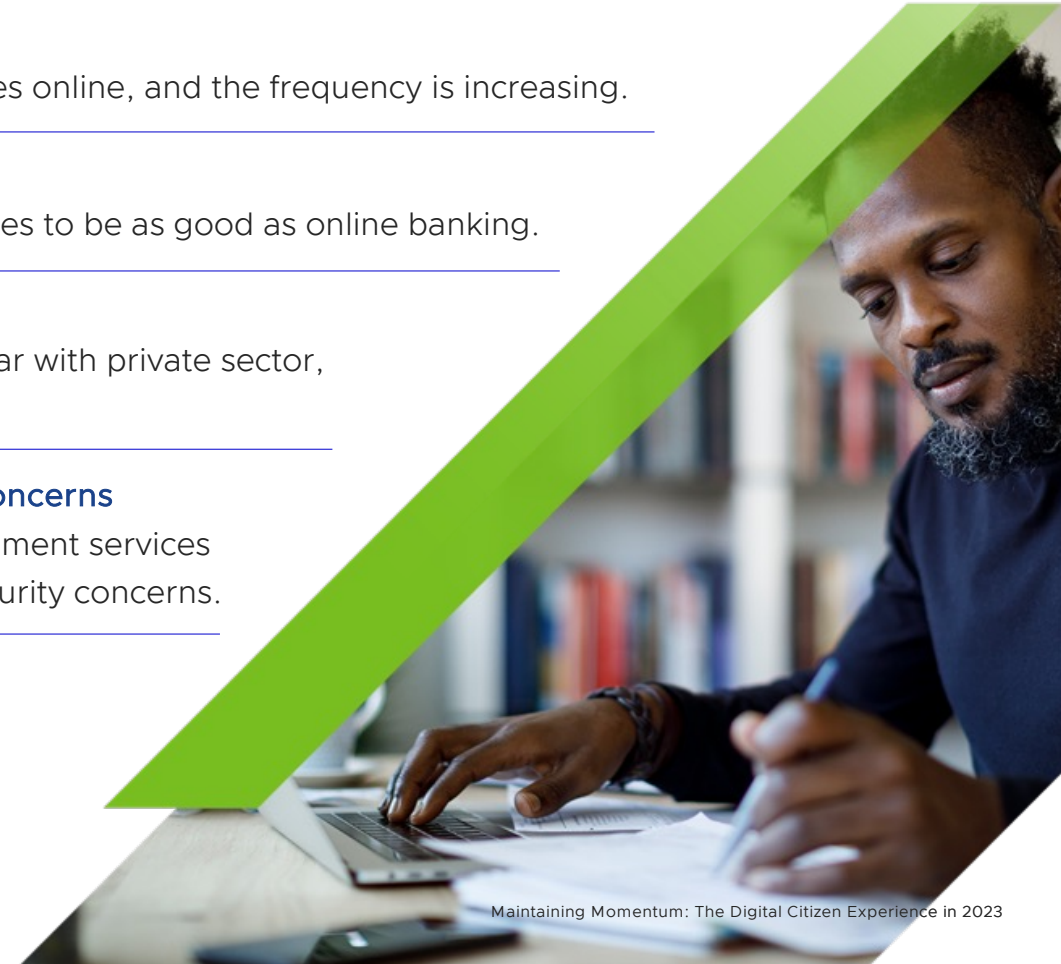 es online, and the frequency is increasing.
es to be as good as online banking.
ar with private sector,
oncerns
ment services
urity concerns.
Maintaining Momentum: The Digital Citizen Experience in 2023